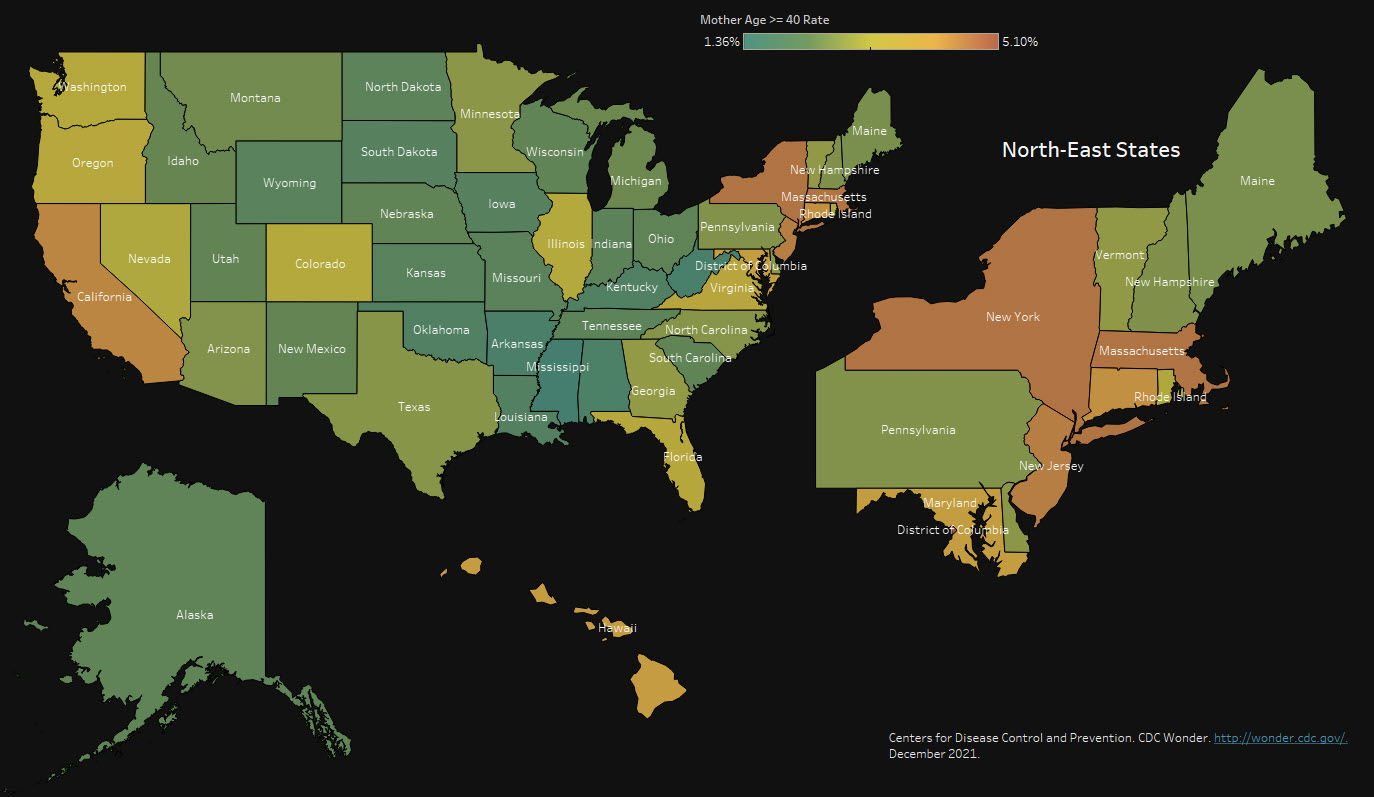 Mother Age >= 40 Rate
1.36%
5.10%
North-East States
Washington
Montana
North Dakota
Minnesota
Maine
Oregon
Idaho
Wyoming
South Dakota
Wisconsin
Michigan
New Hampshire
Massachusetts
Rhode Island
Nebraska
Iowa
Pennsylvania
Nevada
Utah
Colorado
Kansas
Missouri
Illinois
Indiana
Ohio
District of Columbia
California
Kentucky
Virginia
Arizona
New Mexico
Oklahoma
Arkansas
Tennessee
North Carolina
South Carolina
Mississippi
Georgia
Texas
Louisiana
Florida
Alaska
Hawaii
Maine
Vermont
New Hampshire
New York
Massachusetts
Rhode Island
Pennsylvania
New Jersey
Maryland
District of Columbia
Centers for Disease Control and Prevention. CDC Wonder. http://wonder.cdc.gov/.
December 2021.